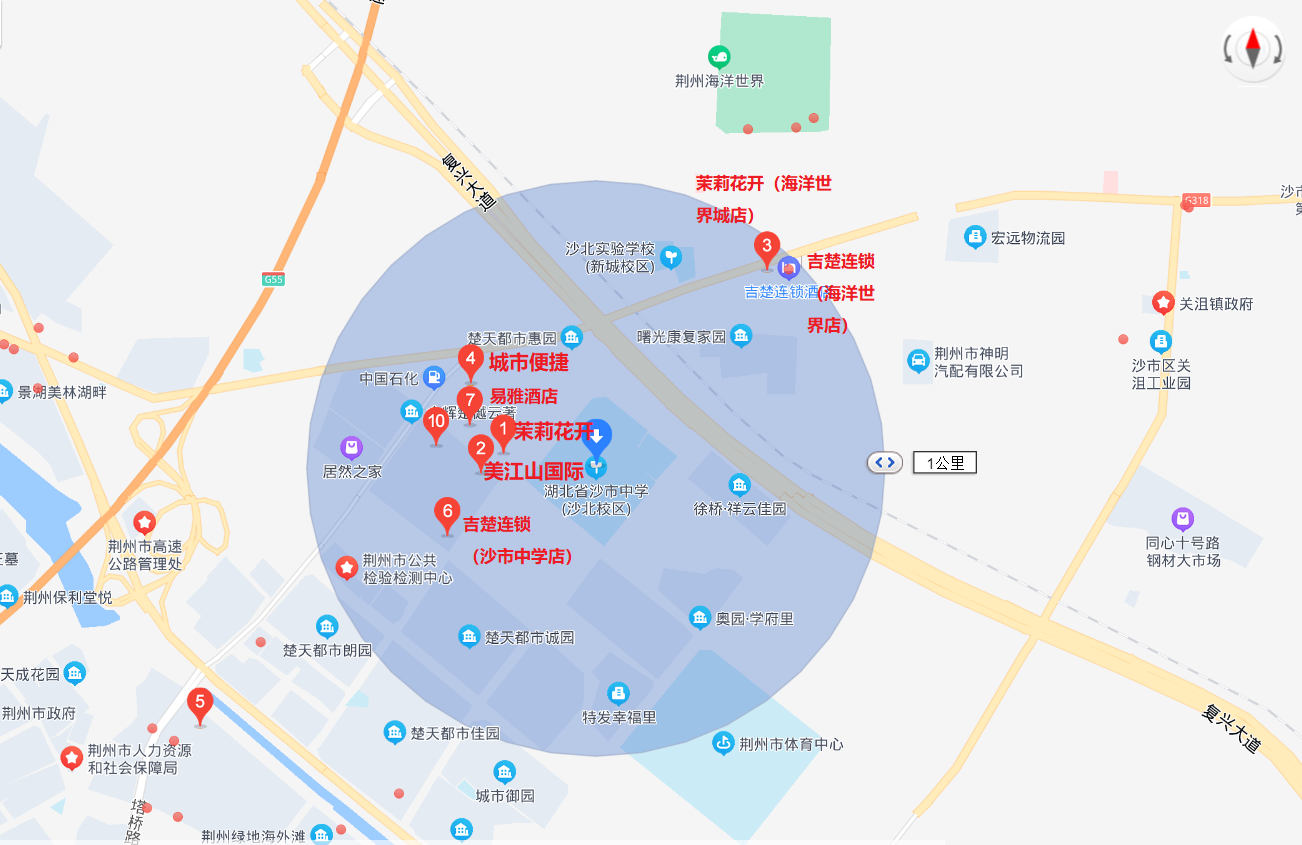 荆州海洋世界
复兴大道
茉莉花开（海洋世
界城店）
G318
沙北实验学校
(新城校区)
3
宏远物流园
吉楚连锁
吉楚连锁酒
（海洋世
界店）
G55
关沮镇政府
楚天都市惠园
曙光康复家园
4
城市便捷
荆州市神明
汽配有限公司
沙市区关
沮工业园
中国石化
景湖美林湖畔
7
易雅酒店
樾云著
10
1
茉莉花开
2
居然之家
美江山国际
1公里
湖北省沙市中学
(沙北校区)
徐桥·祥云佳园
6
吉楚连锁
（沙市中学店）
荆州市高速
公路管理处
同心十号路
钢材大市场
荆州市公共
检验检测中心
荆州保利堂悦
奥园·学府里
楚天都市诚园
楚天都市朗园
天成花园
5
荆州市政府
特发幸福里
复兴大道
楚天都市佳园
荆州市体育中心
荆州市人力资源
和社会保障局
城市御园
塔桥路
荆州绿地海外滩